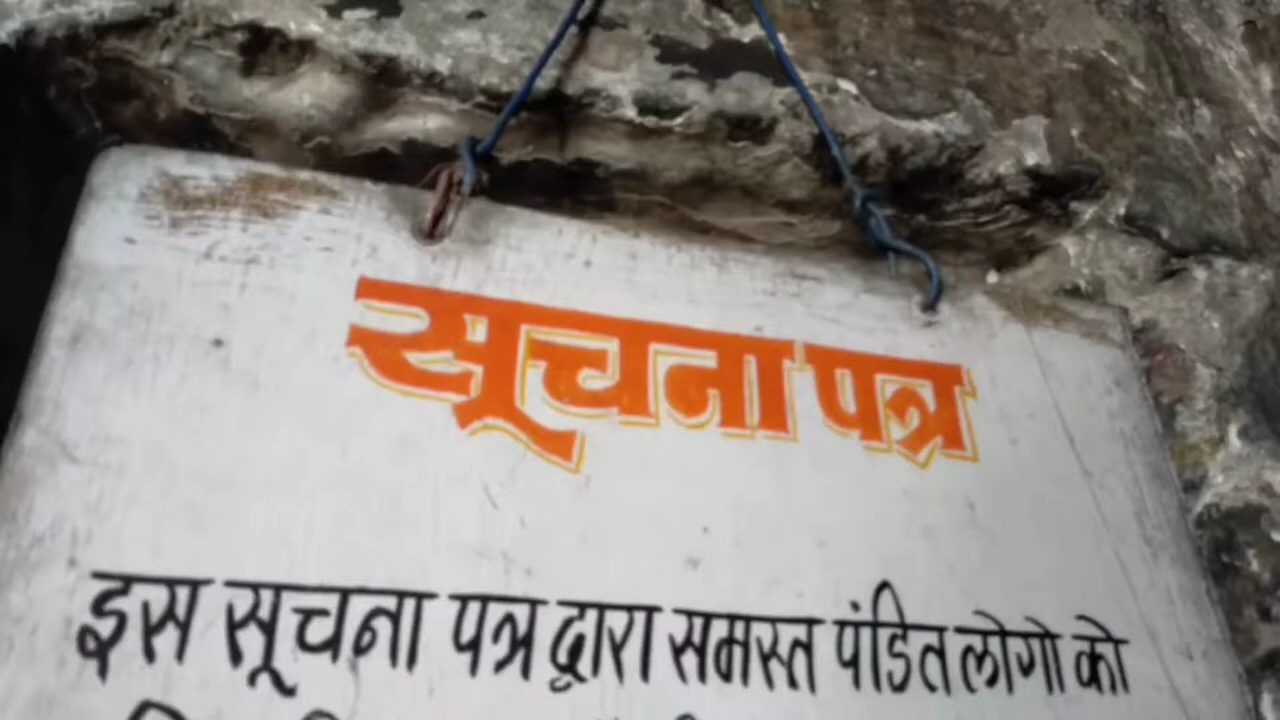 सूचना पत्र
इस सूचना पत्र द्वारा समस्त पंडित लोगो को